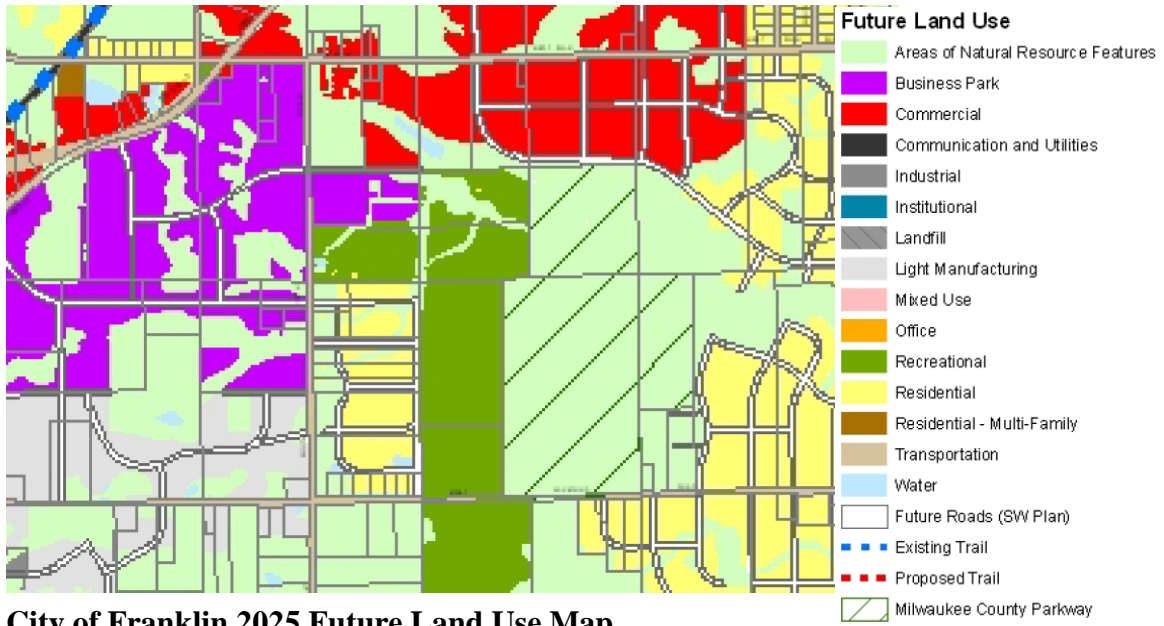 Future Land Use
Areas of Natural Resource Features
Business Park
Commercial
Communication and Utilities
Industrial
Institutional
Landfill
Light Manufacturing
Mixed Use
Office
Recreational
Residential
Residential - Multi-Family
Transportation
Water
Future Roads (SW Plan)
Existing Trail
Proposed Trail
Milwaukee County Parkway
City of Franklin 2025 Future Land Use Map